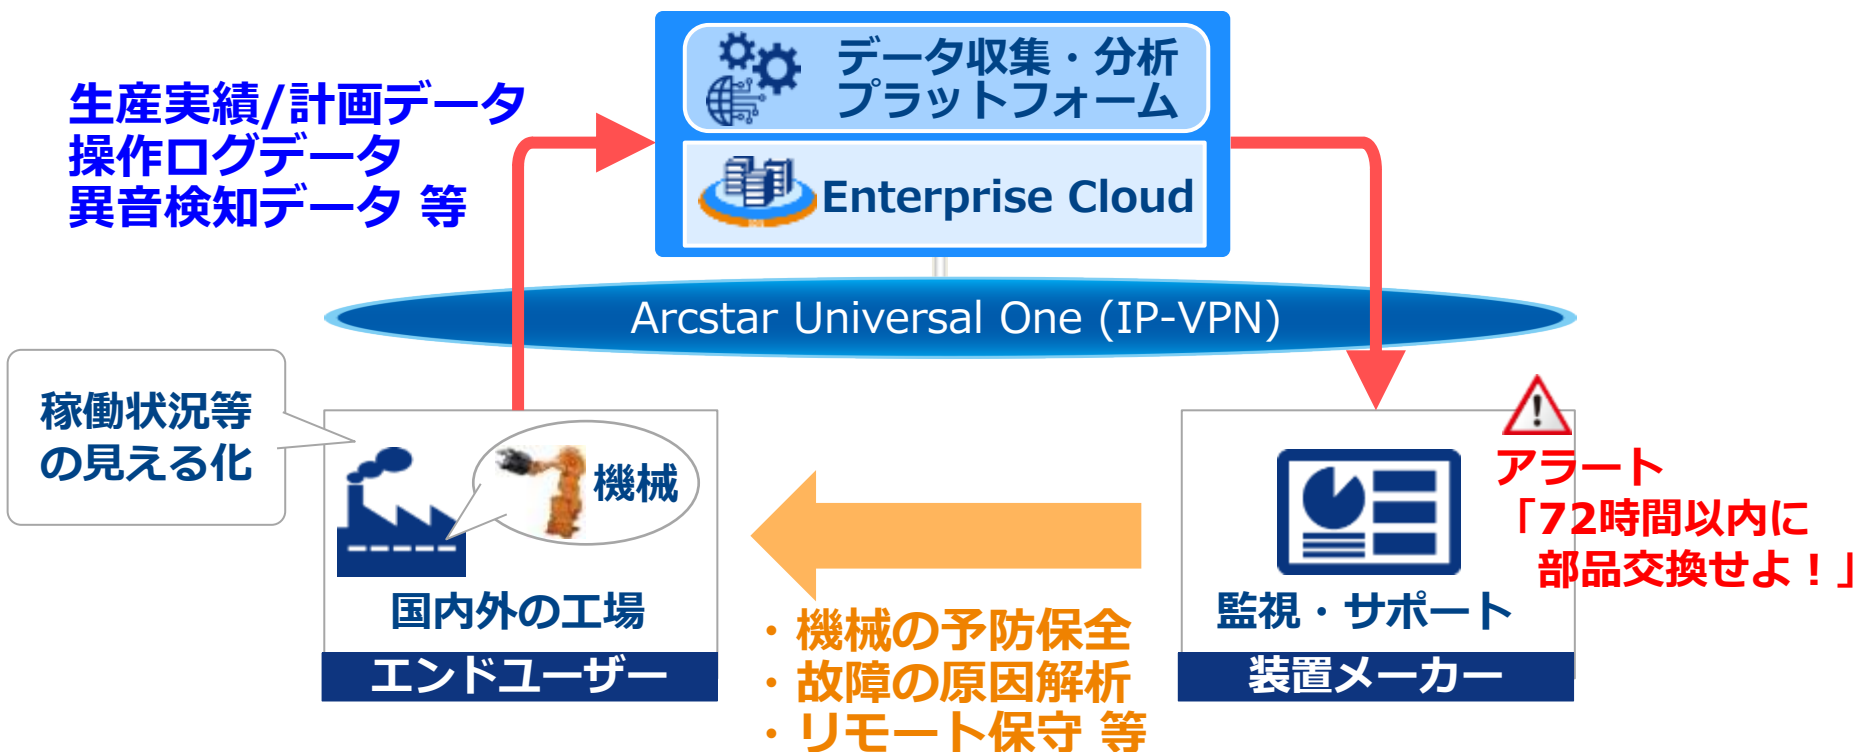 データ収集・分析
プラットフォーム
Enterprise Cloud
生産実績/計画データ
操作ログデータ
異音検知データ 等
Arcstar Universal One (IP-VPN)
稼働状況等
の見える化
機械
国内外の工場
エンドユーザー
・機械の予防保全
・故障の原因解析
・リモート保守 等
アラート
「72時間以内に
部品交換せよ！」
監視・サポート
装置メーカー